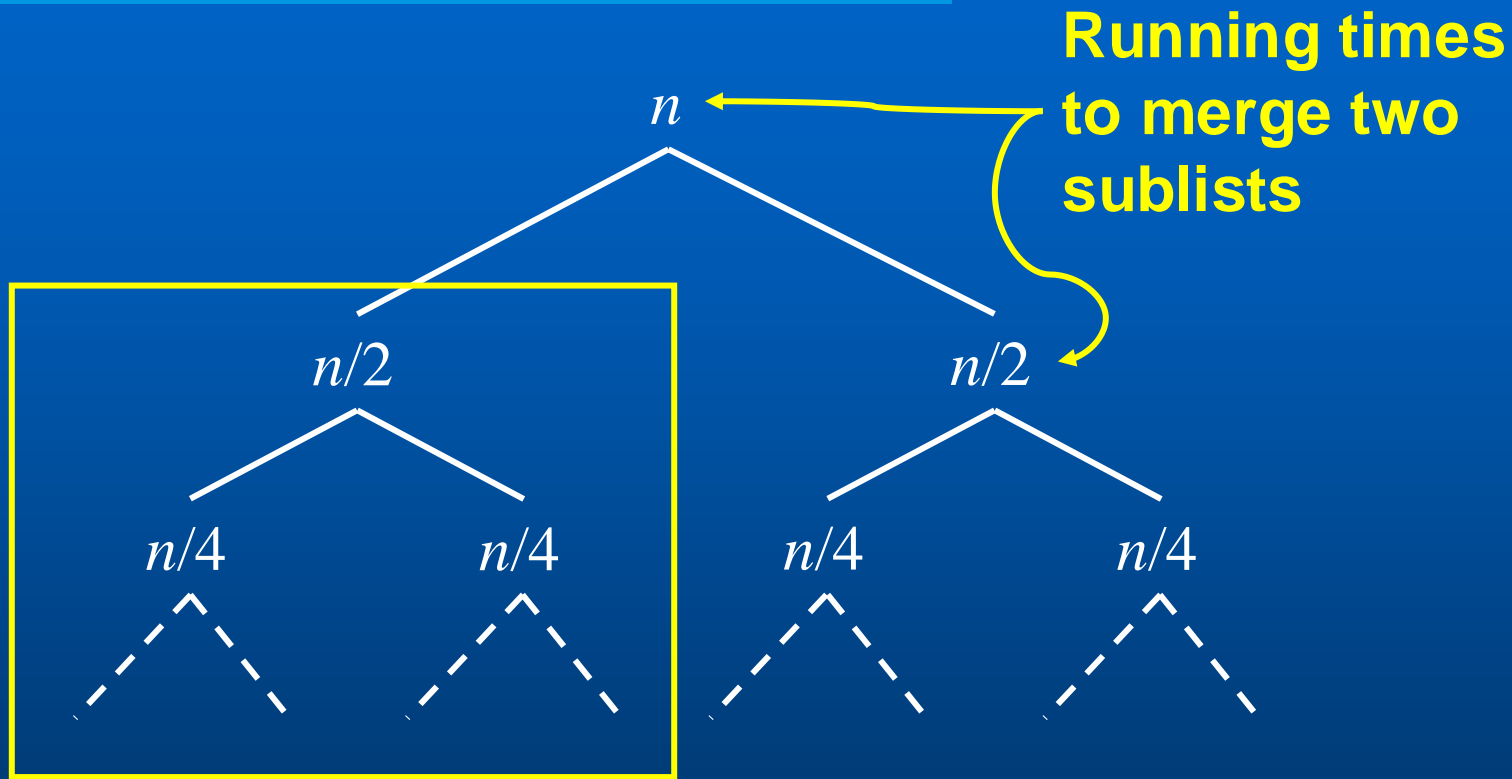 Running times
to merge two
sublists
n
n/2
n/2
n/4
n/4
n/4
n/4